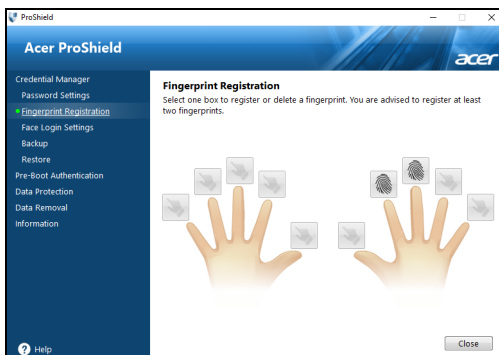 ProShield
Acer ProShield
acer
Credential Manager
Password Settings
Fingerprint Registration
Face Login Settings
Backup
Restore
Pre-Boot Authentication
Data Protection
Data Removal
Information
Help
Fingerprint Registration
Select one box to register or delete a fingerprint. You are advised to register at least
two fingerprints.
Close